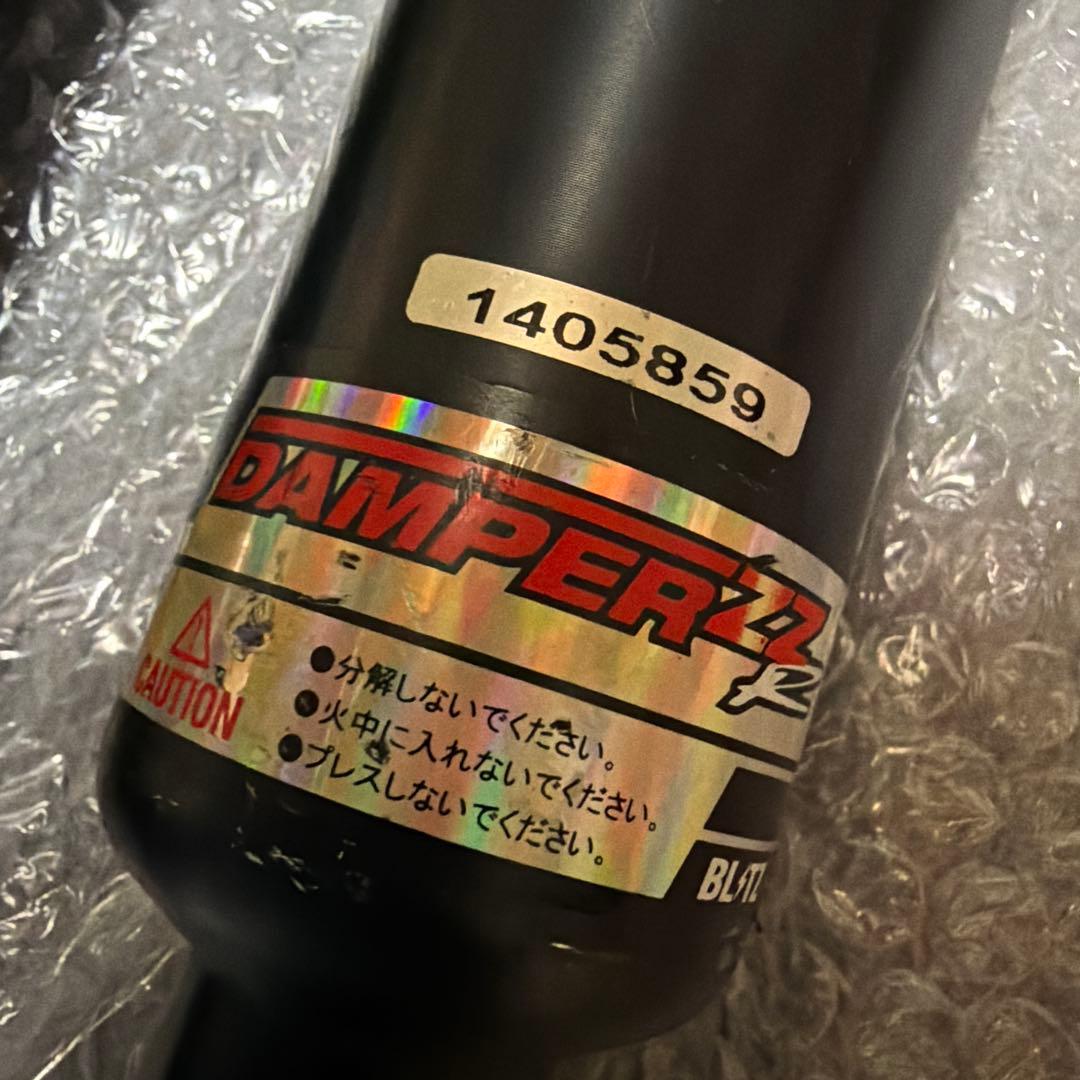 1405859
DAMPER ZZ R
CAUTION
●分解しないでください。
●火中に入れないでください。
●プレスしないでください。
BLITZ